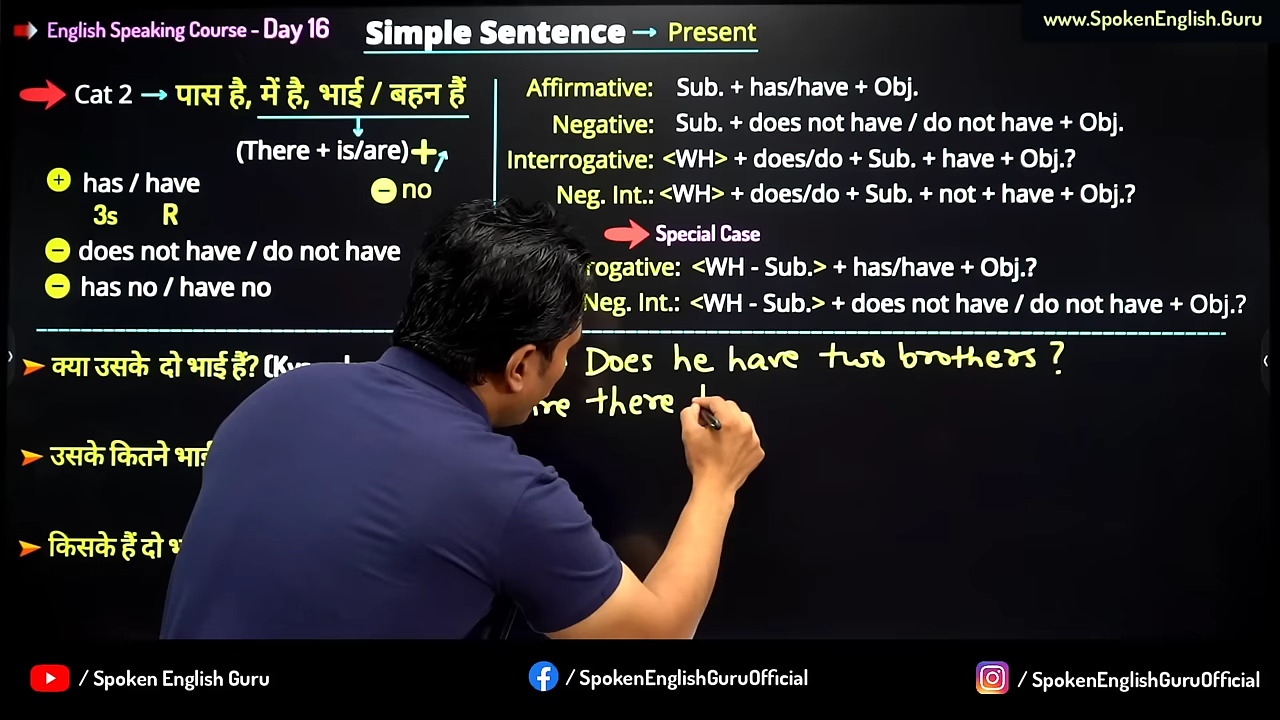 English Speaking Course - Day 16
Simple Sentence → Present
www.SpokenEnglish.Guru
Cat 2 → पास है, में है, भाई / बहन हैं
(There + is/are) +
− no
+ has / have
3s R
− does not have / do not have
− has no / have no
Affirmative: Sub. + has/have + Obj.
Negative: Sub. + does not have / do not have + Obj.
Interrogative: <WH> + does/do + Sub. + have + Obj.?
Neg. Int.: <WH> + does/do + Sub. + not + have + Obj.?
Special Case
<WH - Sub.> + has/have + Obj.?
Neg. Int.: <WH - Sub.> + does not have / do not have + Obj.?
क्या उसके दो भाई हैं?
Does he have two brothers?
there
उसके कितने
किसके हैं दो
/ Spoken English Guru
/ SpokenEnglishGuruOfficial
/ SpokenEnglishGuruOfficial